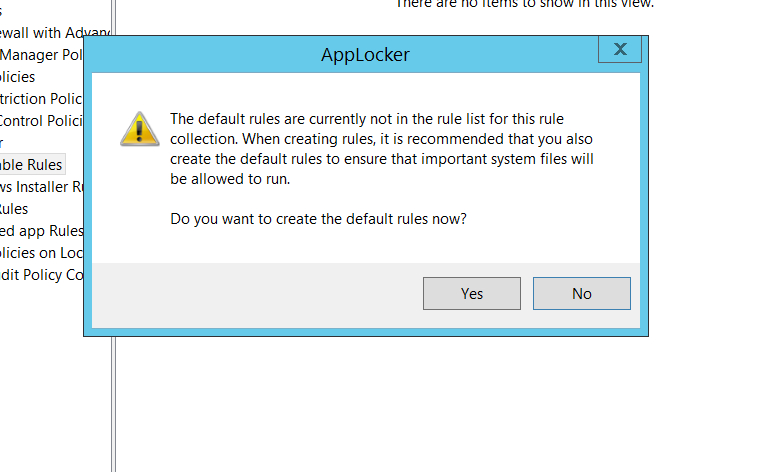 There are no items to show in this view.
s
ewall with Advanc
Manager Pol
licies
triction Polic
Control Polici
r
able Rules
ws Installer Ru
Rules
ed app Rules
olicies on Loc
dit Policy Co
AppLocker
X
The default rules are currently not in the rule list for this rule
collection. When creating rules, it is recommended that you also
create the default rules to ensure that important system files will
be allowed to run.
Do you want to create the default rules now?
Yes
No